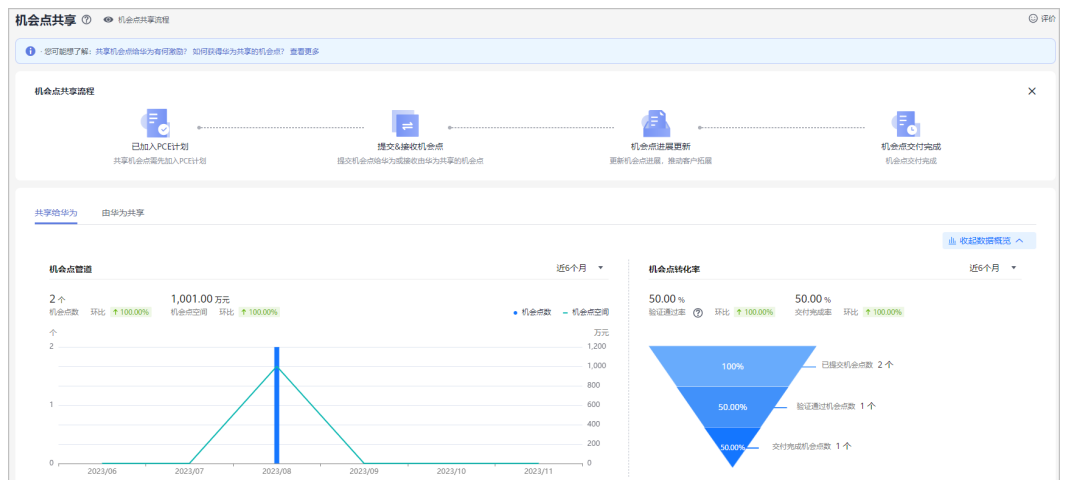 机会点共享 机会点共享流程 评价
您可能想了解：共享机会点给华为有何激励？ 如何获得华为共享的机会点？ 查看更多
机会点共享流程
已加入PCE计划 提交&接收机会点 机会点进展更新 机会点交付完成
共享机会点需先加入PCE计划 提交机会点给华为或接收由华为共享的机会点 更新机会点进展，推动客户拓展 机会点交付完成
共享给华为 由华为共享
收起数据概览
机会点管道 近6个月 机会点转化率 近6个月
2 个 1,001.00 万元 50.00 % 50.00 %
机会点数 环比 ↑ 100.00% 机会点空间 环比 ↑ 100.00% 机会点数 机会点空间 验证通过率 环比 ↑ 100.00% 交付完成率 环比 ↑ 100.00%
个 万元
2 1,200
1,000
800
1 600
400
200
0 0
2023/06 2023/07 2023/08 2023/09 2023/10 2023/11
100% 已提交机会点数 2 个
50.00% 验证通过机会点数 1 个
50.00% 交付完成机会点数 1 个